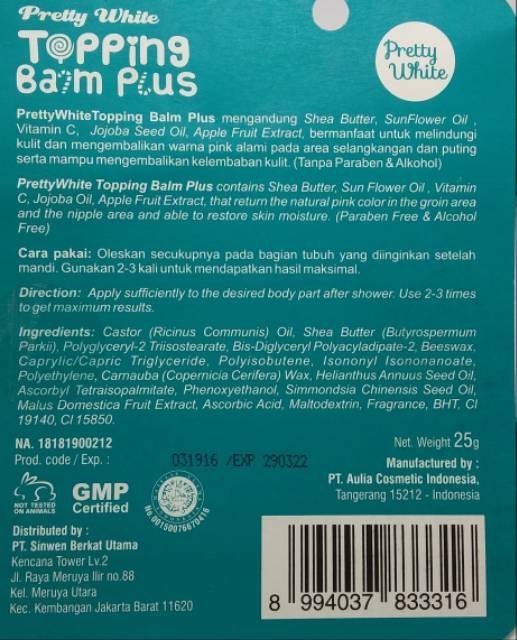 Pretty White
TOPPing
Balm Plus
Pretty
White
PrettyWhiteTopping Balm Plus mengandung Shea Butter, SunFlower Oil ,
Vitamin C, Jojoba Seed Oil, Apple Fruit Extract, bermanfaat untuk melindungi
kulit dan mengembalikan warna pink alami pada area selangkangan dan puting
serta mampu mengembalikan kelembaban kulit. (Tanpa Paraben & Alkohol)
PrettyWhite Topping Balm Plus contains Shea Butter, Sun Flower Oil , Vitamin
C, Jojoba Oil, Apple Fruit Extract, that return the natural pink color in the groin area
and the nipple area and able to restore skin moisture. (Paraben Free & Alcohol
Free)
Cara pakai: Oleskan secukupnya pada bagian tubuh yang diinginkan setelah
mandi. Gunakan 2-3 kali untuk mendapatkan hasil maksimal.
Direction: Apply sufficiently to the desired body part after shower. Use 2-3 times
to get maximum results.
Ingredients: Castor (Ricinus Communis) Oil, Shea Butter (Butyrospermum
Parkii), Polyglyceryl-2 Triisostearate, Bis-Diglyceryl Polyacyladipate-2, Beeswax,
Caprylic/Capric Triglyceride, Polyisobutene, Isononyl Isononanoate,
Polyethylene, Carnauba (Copernicia Cerifera) Wax, Helianthus Annuus Seed Oil,
Ascorbyl Tetraisopalmitate, Phenoxyethanol, Simmondsia Chinensis Seed Oil,
Malus Domestica Fruit Extract, Ascorbic Acid, Maltodextrin, Fragrance, BHT, CI
19140, CI 15850.
NA. 18181900212
Prod. code / Exp. :
031916 /EXP 290322
Net. Weight 25g
Manufactured by :
PT. Aulia Cosmetic Indonesia,
Tangerang 15212 - Indonesia
NOT TESTED
ON ANIMALS
GMP
Certified
No.00150076670416
Distributed by :
PT. Sinwen Berkat Utama
Kencana Tower Lv.2
Jl. Raya Meruya Ilir no.88
Kel. Meruya Utara
Kec. Kembangan Jakarta Barat 11620
8 994037 833316